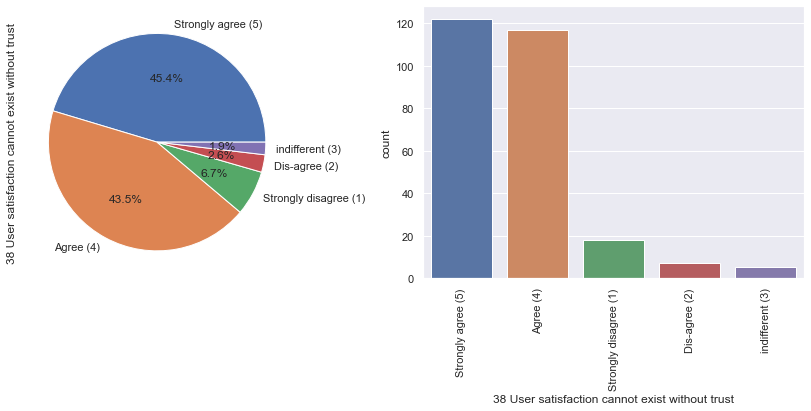 38 User satisfaction cannot exist without trust
Strongly agree (5)
45.4%
Agree (4)
43.5%
Strongly disagree (1)
6.7%
Dis-agree (2)
2.6%
indifferent (3)
1.9%
count
120
100
80
60
40
20
0
Strongly agree (5)
Agree (4)
Strongly disagree (1)
Dis-agree (2)
indifferent (3)
38 User satisfaction cannot exist without trust